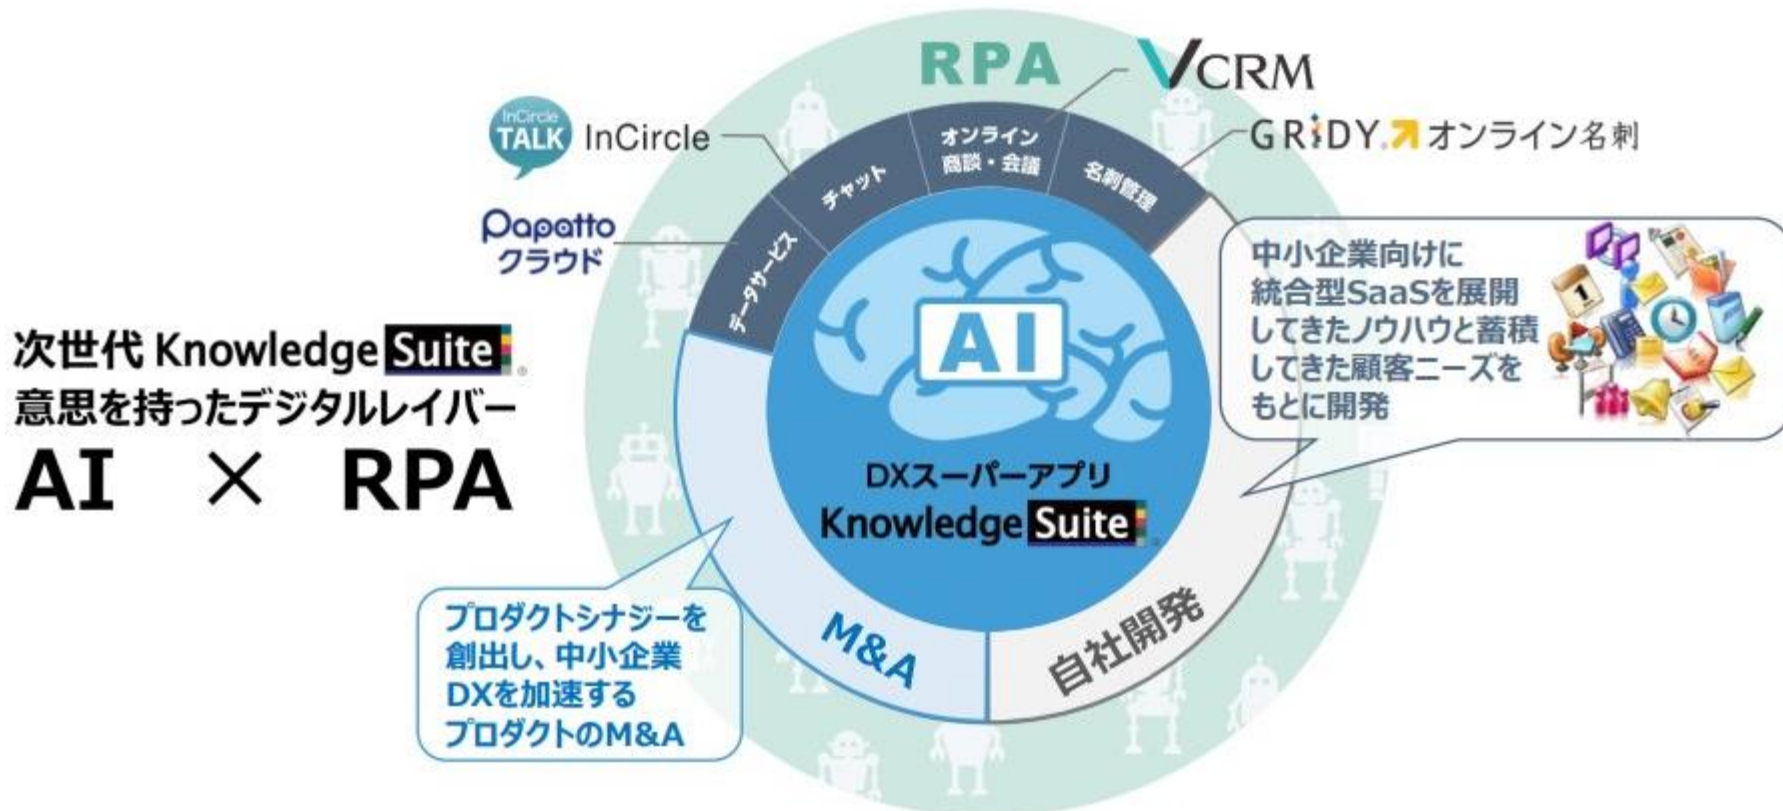 RPA
VCRM
InCircle
TALK
InCircle
GRiDY. オンライン名刺
Papatto
クラウド
データサービス
チャット
オンライン
商談・会議
名刺管理
中小企業向けに
統合型SaaSを展開
してきたノウハウと蓄積
してきた顧客ニーズを
もとに開発
1
次世代 Knowledge Suite®
意思を持ったデジタルレイバー
AI × RPA
AI
DXスーパーアプリ
Knowledge Suite
プロダクトシナジーを
創出し、中小企業
DXを加速する
プロダクトのM&A
M&A
自社開発